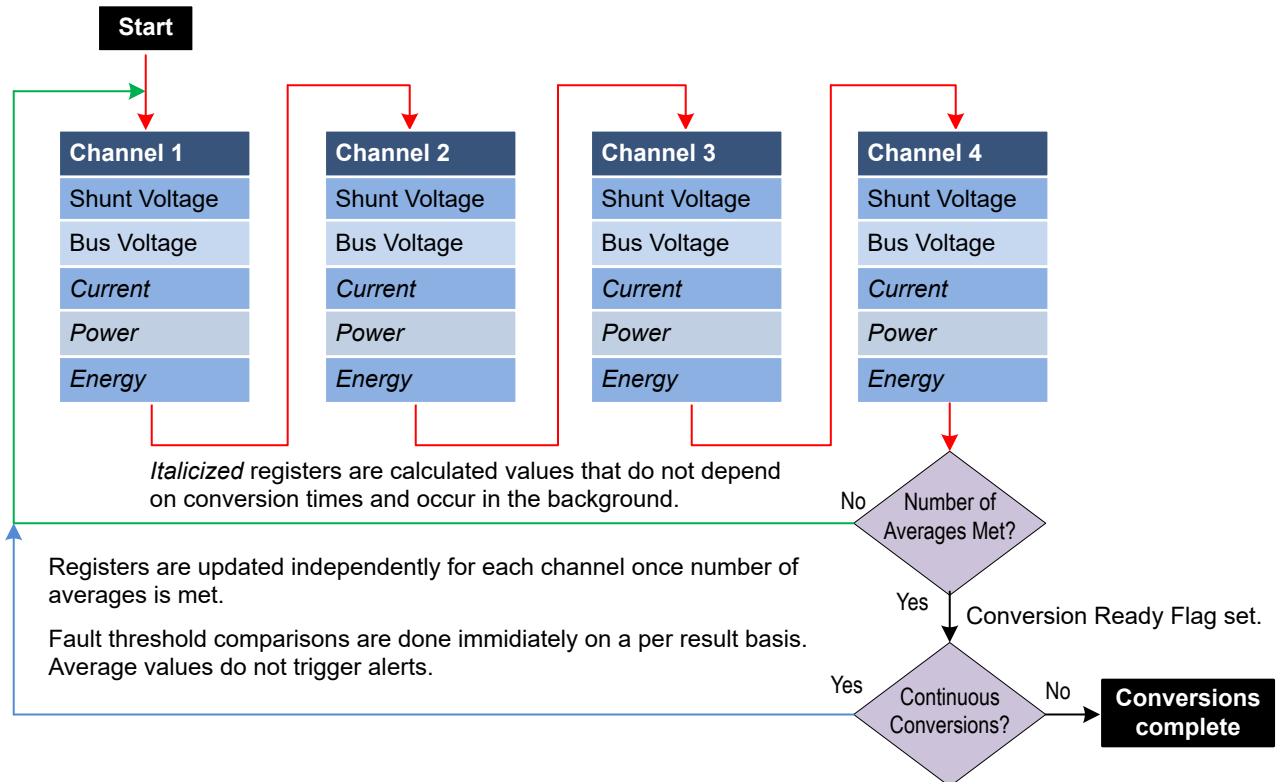 Start
Channel 1
Shunt Voltage
Bus Voltage
Current
Power
Energy
Channel 2
Shunt Voltage
Bus Voltage
Current
Power
Energy
Channel 3
Shunt Voltage
Bus Voltage
Current
Power
Energy
Channel 4
Shunt Voltage
Bus Voltage
Current
Power
Energy
Italicized registers are calculated values that do not depend
on conversion times and occur in the background.
No
Number of
Averages Met?
Registers are updated independently for each channel once number of
averages is met.
Yes
Conversion Ready Flag set.
Fault threshold comparisons are done immidiately on a per result basis.
Average values do not trigger alerts.
Yes
Continuous
Conversions?
No
Conversions
complete